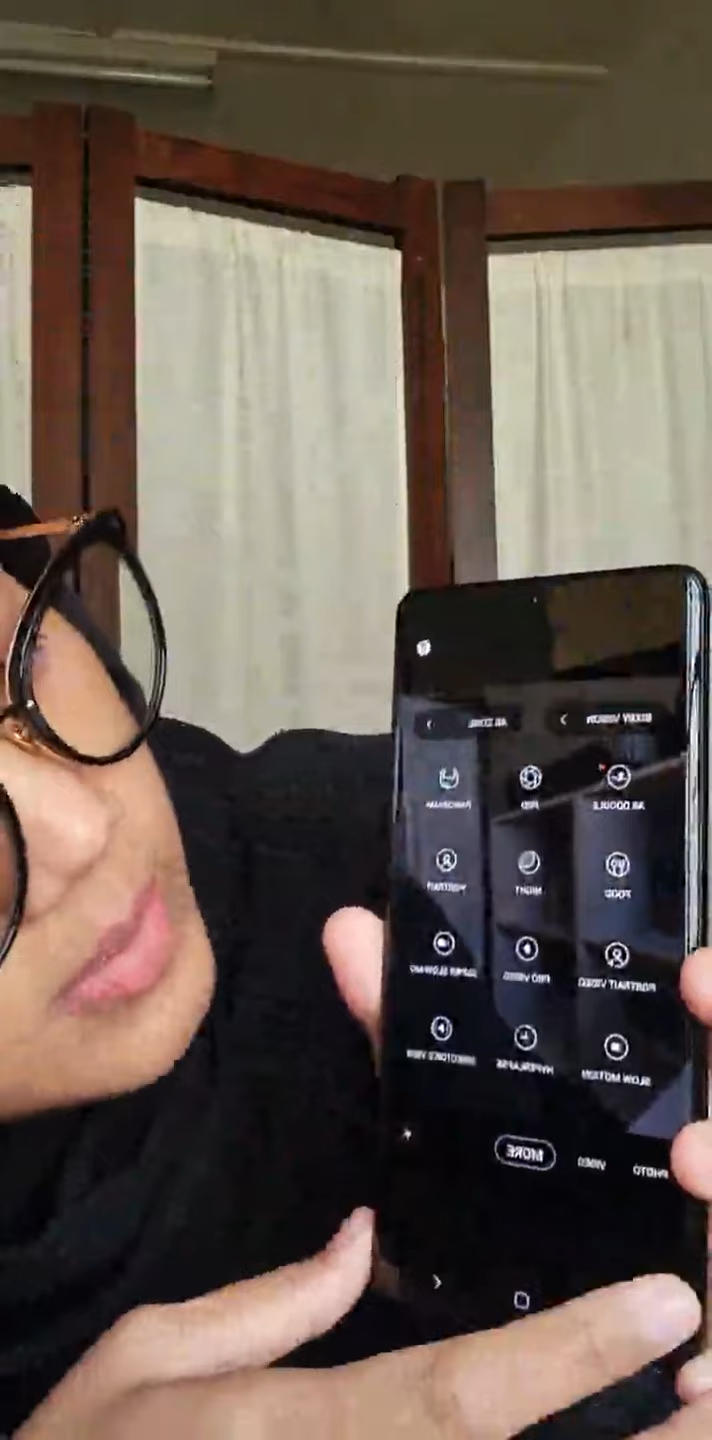 BIXBY VISION AR ZONE
AR DOODLE PRO PANORAMA
FOOD NIGHT PORTRAIT
PORTRAIT VIDEO PRO VIDEO SUPER SLOW-MO
SLOW MOTION HYPERLAPSE DIRECTOR'S VIEW
PHOTO VIDEO MORE